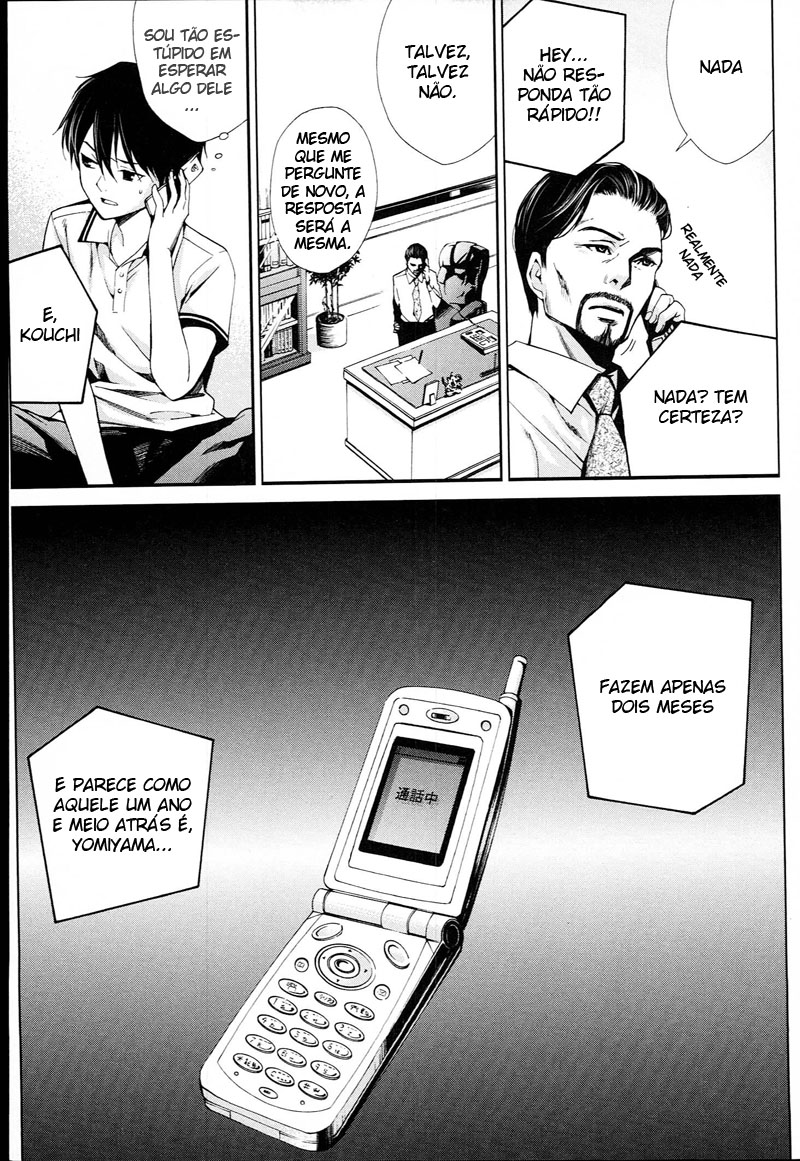 NADA
HEY...
NÃO RES-
PONDA TÃO
RÁPIDO!!
REALMENTE
NADA
NADA? TEM
CERTEZA?
TALVEZ,
TALVEZ
NÃO.
MESMO
QUE ME
PERGUNTE
DE NOVO, A
RESPOSTA
SERÁ A
MESMA.
SOU TÃO ES-
TÚPIDO EM
ESPERAR
ALGO DELE
...
E,
KOUCHI
FAZEM APENAS
DOIS MESES
通話中
E PARECE COMO
AQUELE UM ANO
E MEIO ATRÁS É,
YOMIYAMA...